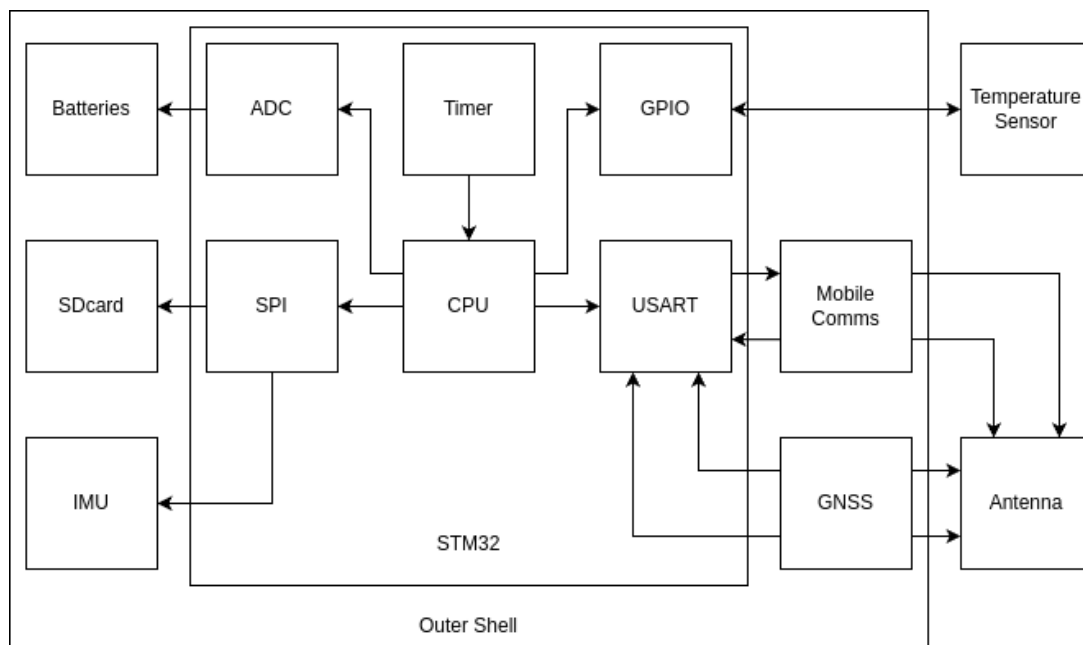 Batteries
ADC
Timer
GPIO
Temperature
Sensor
SDcard
SPI
CPU
USART
Mobile
Comms
IMU
GNSS
Antenna
STM32
Outer Shell